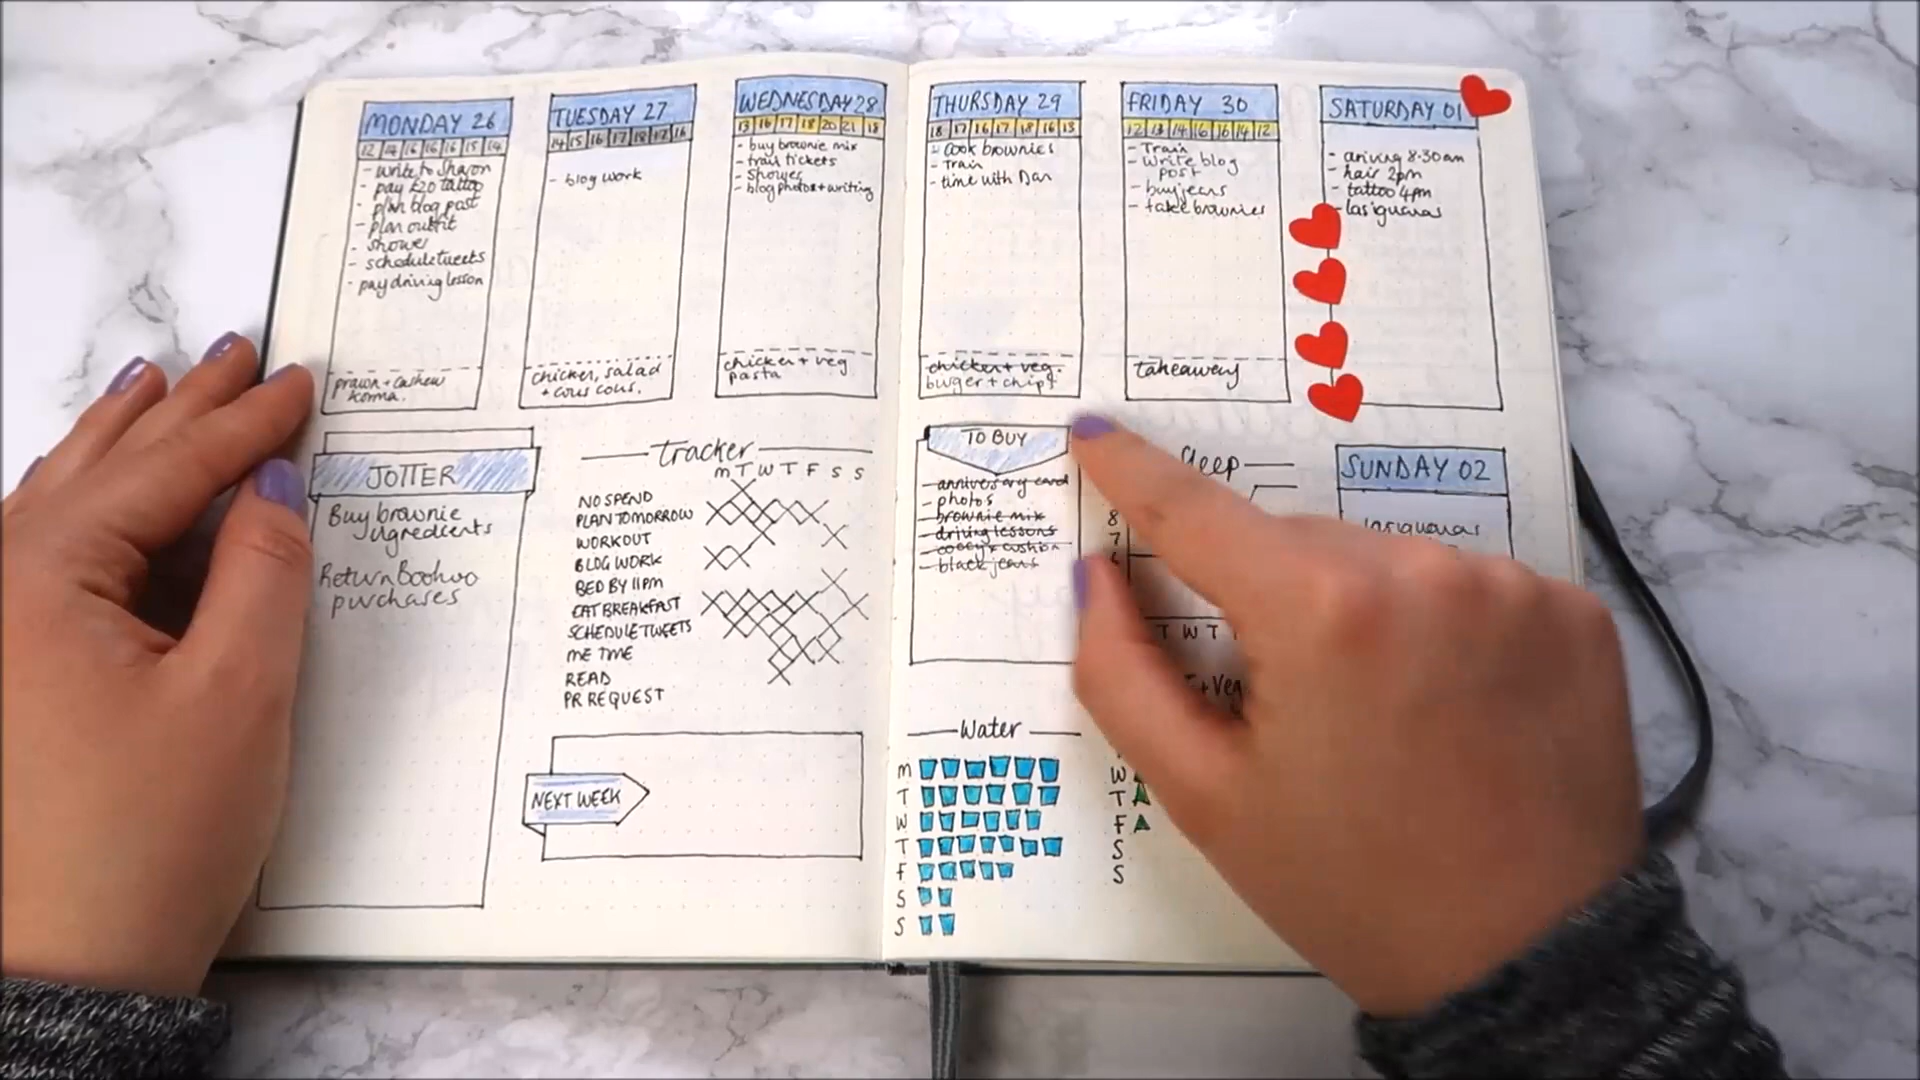 MONDAY 26
12 14 16 16 16 15 14
- write to Sharon
- pay £20 tattoo
- plan blog post
- plan outfit
- shower
- schedule tweets
- pay driving lesson
prawn + cashew
korma.
TUESDAY 27
14 15 16 17 18 17 16
- blog work
chicken, salad
+ cous cous.
WEDNESDAY 28
13 16 17 18 20 21 18
- buy brownie mix
- train tickets
- Shower
- blog photos + writing
chicken + veg
pasta
THURSDAY 29
18 17 16 17 18 16 13
- Cook brownies
- Train
- time with Dan
chicken + veg.
burger + chips
FRIDAY 30
12 13 14 16 16 14 12
- Train
- Write blog
post
- buy jeans
- take brownies
takeaway
SATURDAY 01
- arriving 8.30am
- hair 2pm
- tattoo 4pm
- las iguanas
JOTTER
Buy brownie
ingredients
Return Boohoo
purchases
Tracker
M T W T F S S
NO SPEND
PLAN TOMORROW
WORKOUT
BLOG WORK
BED BY 11PM
EAT BREAKFAST
SCHEDULE TWEETS
ME TIME
READ
PR REQUEST
NEXT WEEK
TO BUY
- anniversary card
- photos
- brownie mix
- driving lessons
- cushion
- black jeans
Water
M
T
W
T
F
S
S
Sleep
8
7
6
T W T
+ Veg
W
T
F
S
S
SUNDAY 02
las iguanas